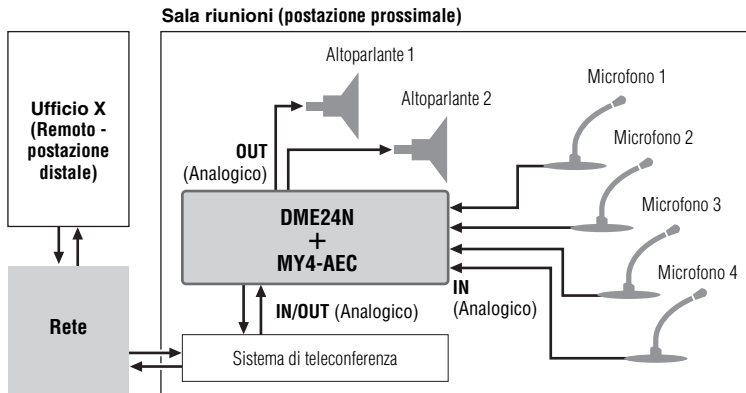 Sala riunioni (postazione prossimale)
Ufficio X
(Remoto -
postazione
distale)
Altoparlante 1
Altoparlante 2
Microfono 1
Microfono 2
Microfono 3
Microfono 4
OUT
(Analogico)
DME24N
+
MY4-AEC
IN
(Analogico)
IN/OUT (Analogico)
Rete
Sistema di teleconferenza